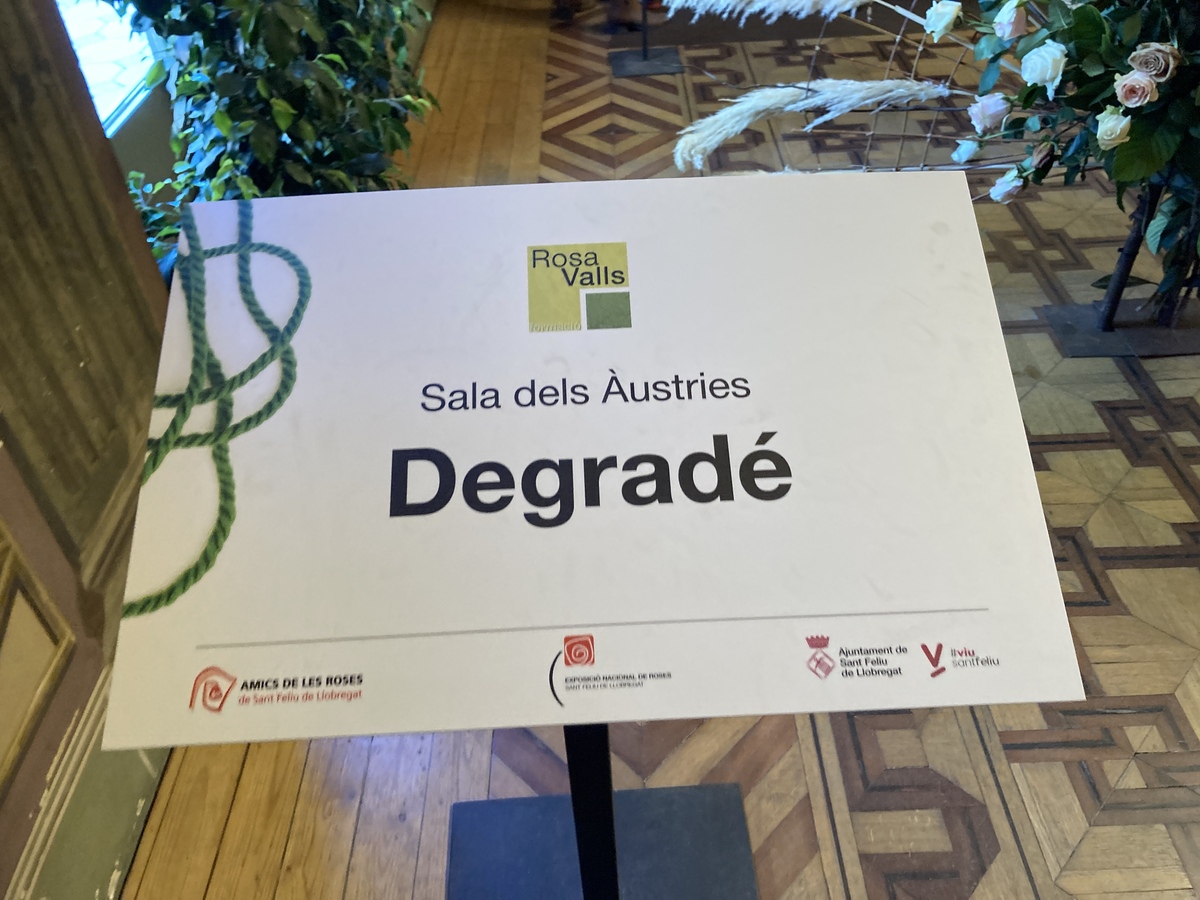 Rosa
Valls
formació
Sala dels Àustries
Degradé
AMICS DE LES ROSES
de Sant Feliu de Llobregat
EXPOSICIÓ NACIONAL DE ROSES
SANT FELIU DE LLOBREGAT
Ajuntament de
Sant Feliu
de Llobregat
#viu
santfeliu